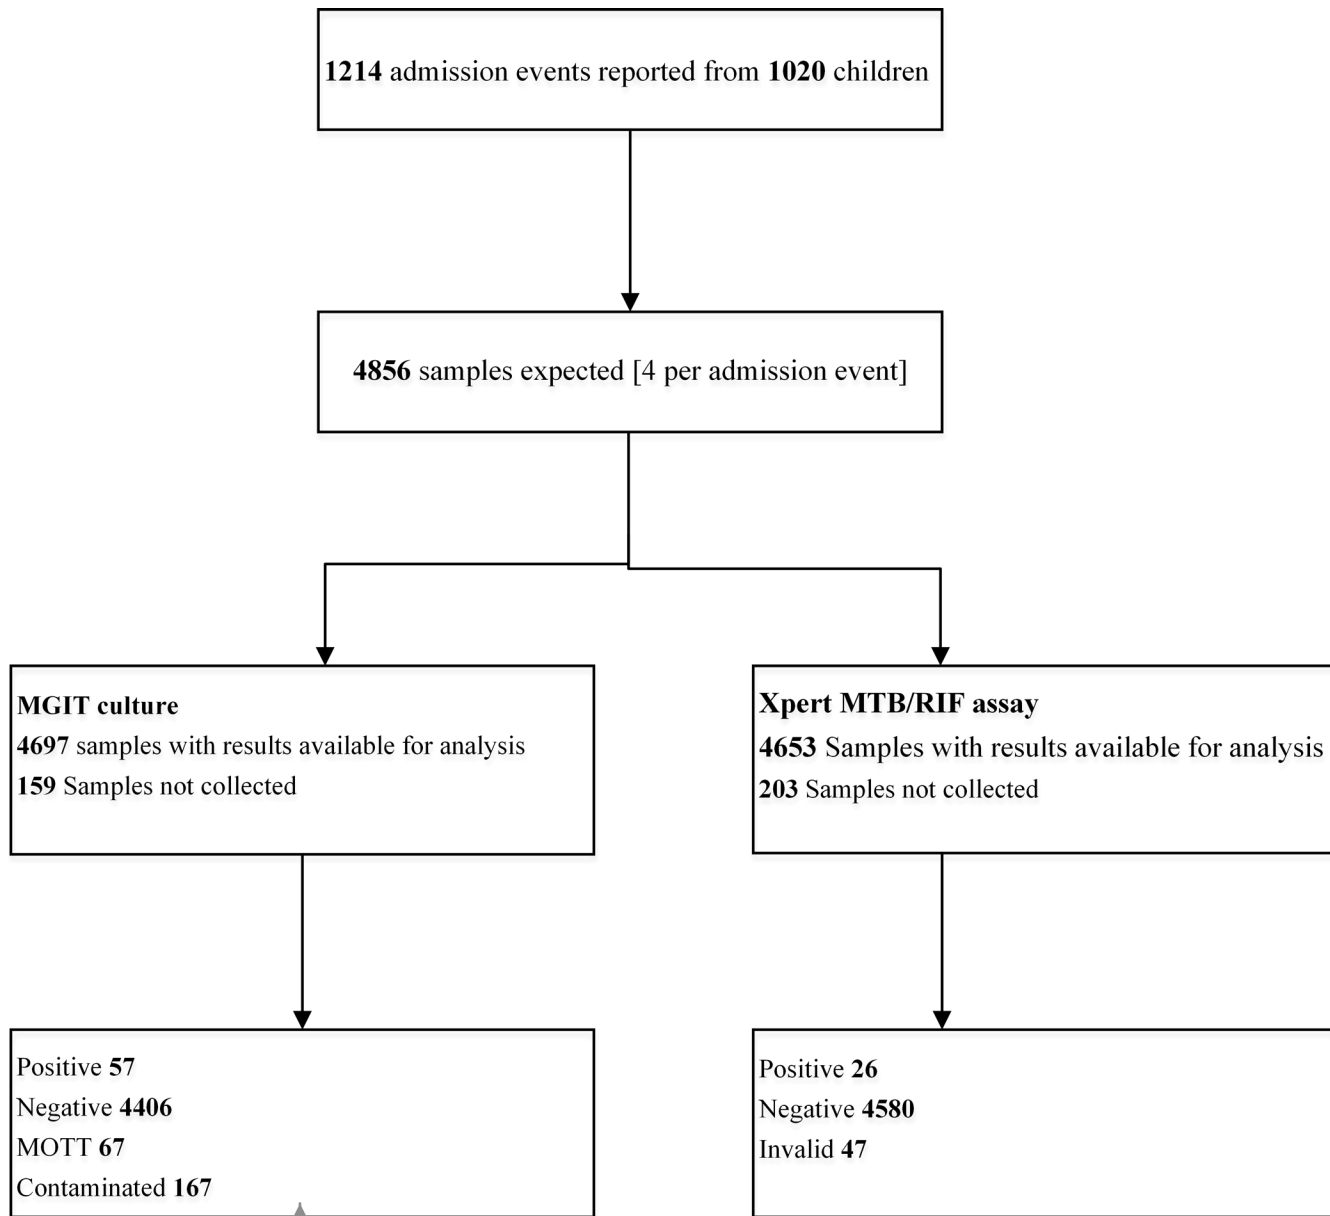 1214 admission events reported from 1020 children
4856 samples expected [4 per admission event]
MGIT culture
4697 samples with results available for analysis
159 Samples not collected
Xpert MTB/RIF assay
4653 Samples with results available for analysis
203 Samples not collected
Positive 57
Negative 4406
MOTT 67
Contaminated 167
Positive 26
Negative 4580
Invalid 47